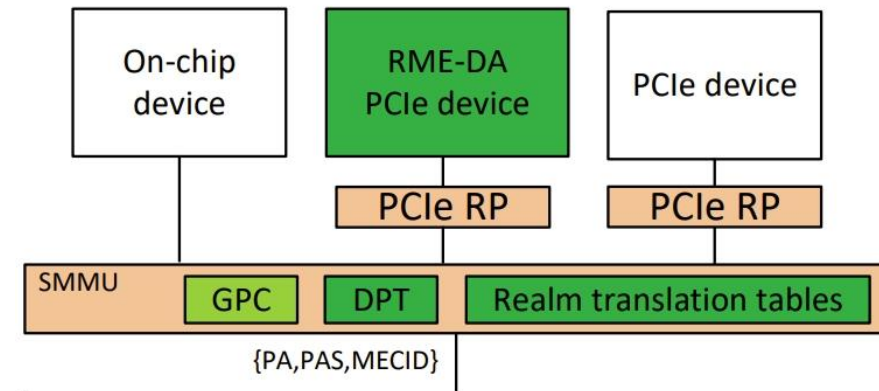 On-chip
device
RME-DA
PCIe device
PCIe device
PCIe RP
PCIe RP
SMMU
GPC
DPT
Realm translation tables
{PA,PAS,MECID}